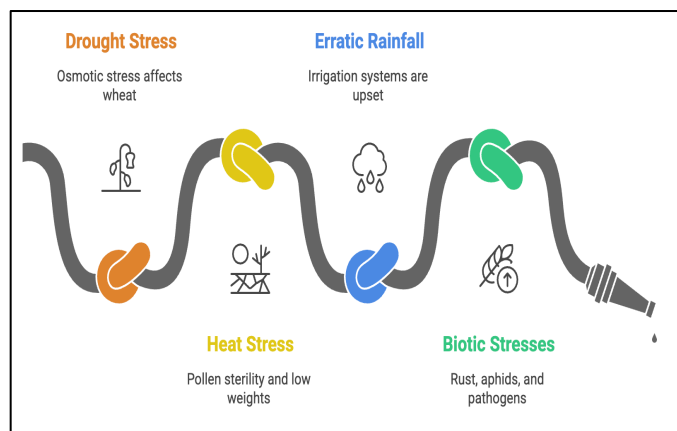 Drought Stress
Osmotic stress affects
wheat
Erratic Rainfall
Irrigation systems are
upset
Heat Stress
Pollen sterility and low
weights
Biotic Stresses
Rust, aphids, and
pathogens